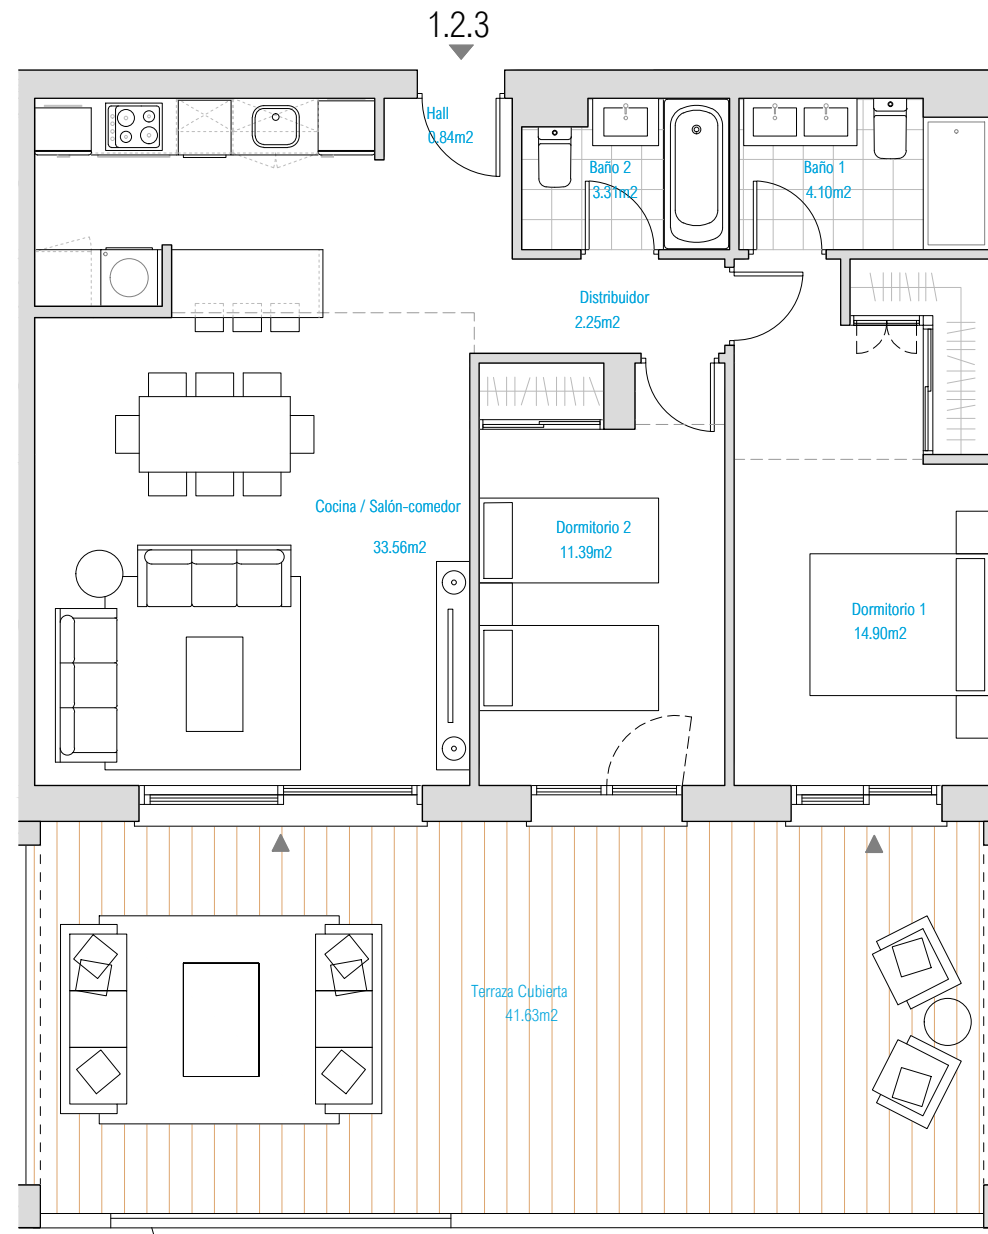 1.2.3
Hall
0.84m2
Baño 2
3.31m2
Baño 1
4.10m2
Distribuidor
2.25m2
Cocina / Salón-comedor
33.56m2
Dormitorio 2
11.39m2
Dormitorio 1
14.90m2
Terraza Cubierta
41.63m2